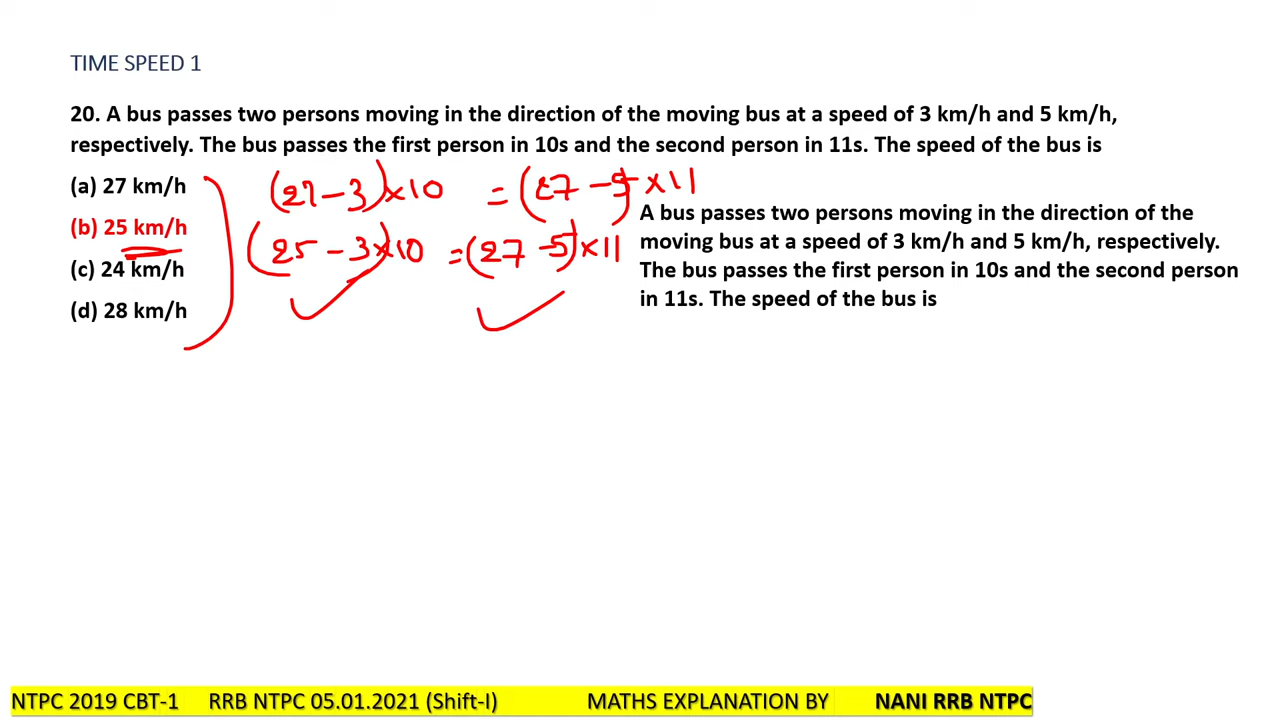 TIME SPEED 1
20. A bus passes two persons moving in the direction of the moving bus at a speed of 3 km/h and 5 km/h,
respectively. The bus passes the first person in 10s and the second person in 11s. The speed of the bus is
(a) 27 km/h
(27-3)×10 = (27-5)×11
(b) 25 km/h
(25-3)×10 = (27-5)×11
(c) 24 km/h
(d) 28 km/h
A bus passes two persons moving in the direction of the
moving bus at a speed of 3 km/h and 5 km/h, respectively.
The bus passes the first person in 10s and the second person
in 11s. The speed of the bus is
NTPC 2019 CBT-1 RRB NTPC 05.01.2021 (Shift-I) MATHS EXPLANATION BY NANI RRB NTPC